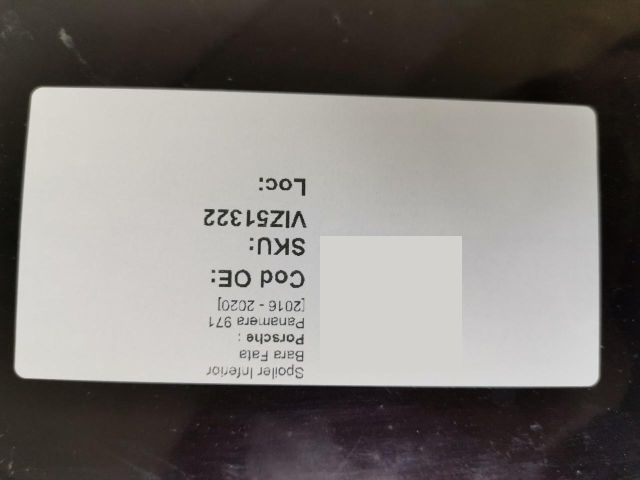 Spoiler Inferior
Bara Fata
Porsche :
Panamera 971
[2016 - 2020]
Cod OE:
SKU:
VIZ51322
Loc: